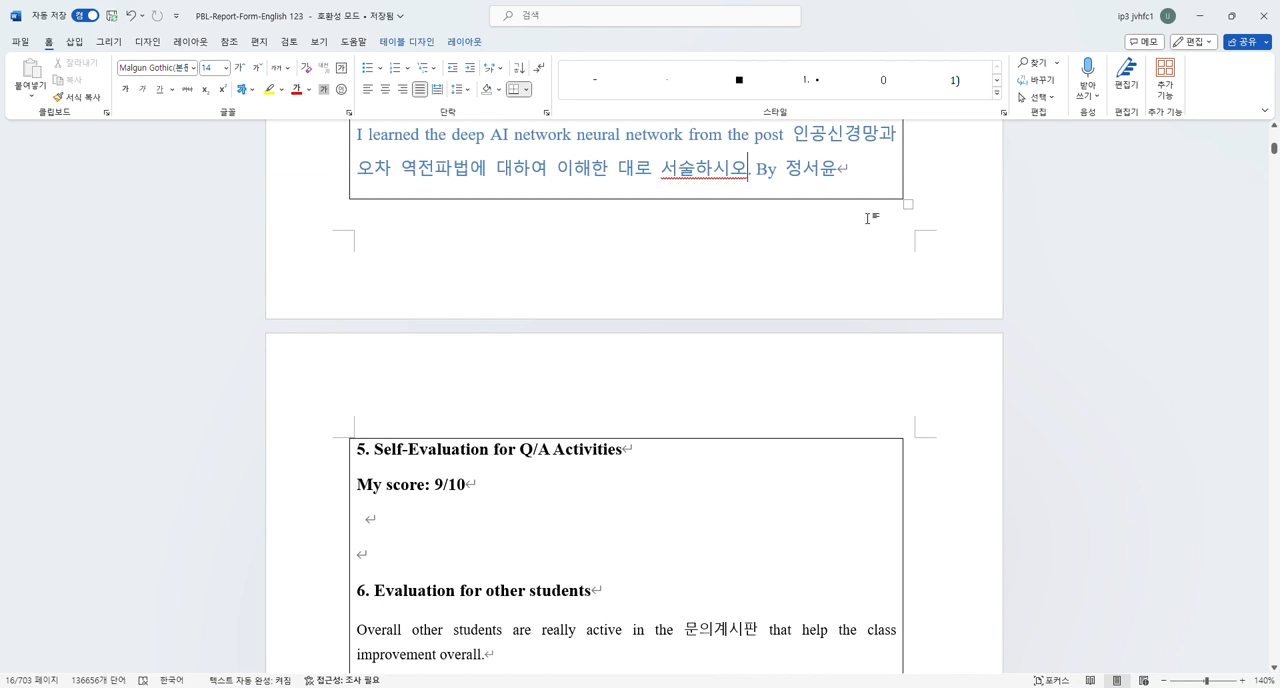 자동 저장 켬 PBL-Report-Form-English 123 - 호환성 모드 • 저장됨 검색 ip3 jvhfc1
파일 홈 삽입 그리기 디자인 레이아웃 참조 편지 검토 보기 도움말 테이블 디자인 레이아웃 메모 편집 공유
붙여넣기 잘라내기 복사 서식 복사 Malgun Gothic(본문 14 찾기 바꾸기 선택 받아쓰기 편집기 추가 기능
클립보드 글꼴 단락 스타일 편집 음성 편집기 추가 기능
I learned the deep AI network neural network from the post 인공신경망과
오차 역전파법에 대하여 이해한 대로 서술하시오. By 정서윤
5. Self-Evaluation for Q/A Activities
My score: 9/10
6. Evaluation for other students
Overall other students are really active in the 문의게시판 that help the class
improvement overall.
16/703 페이지 136656개 단어 한국어 텍스트 자동 완성: 켜짐 접근성: 조사 필요 포커스 140%